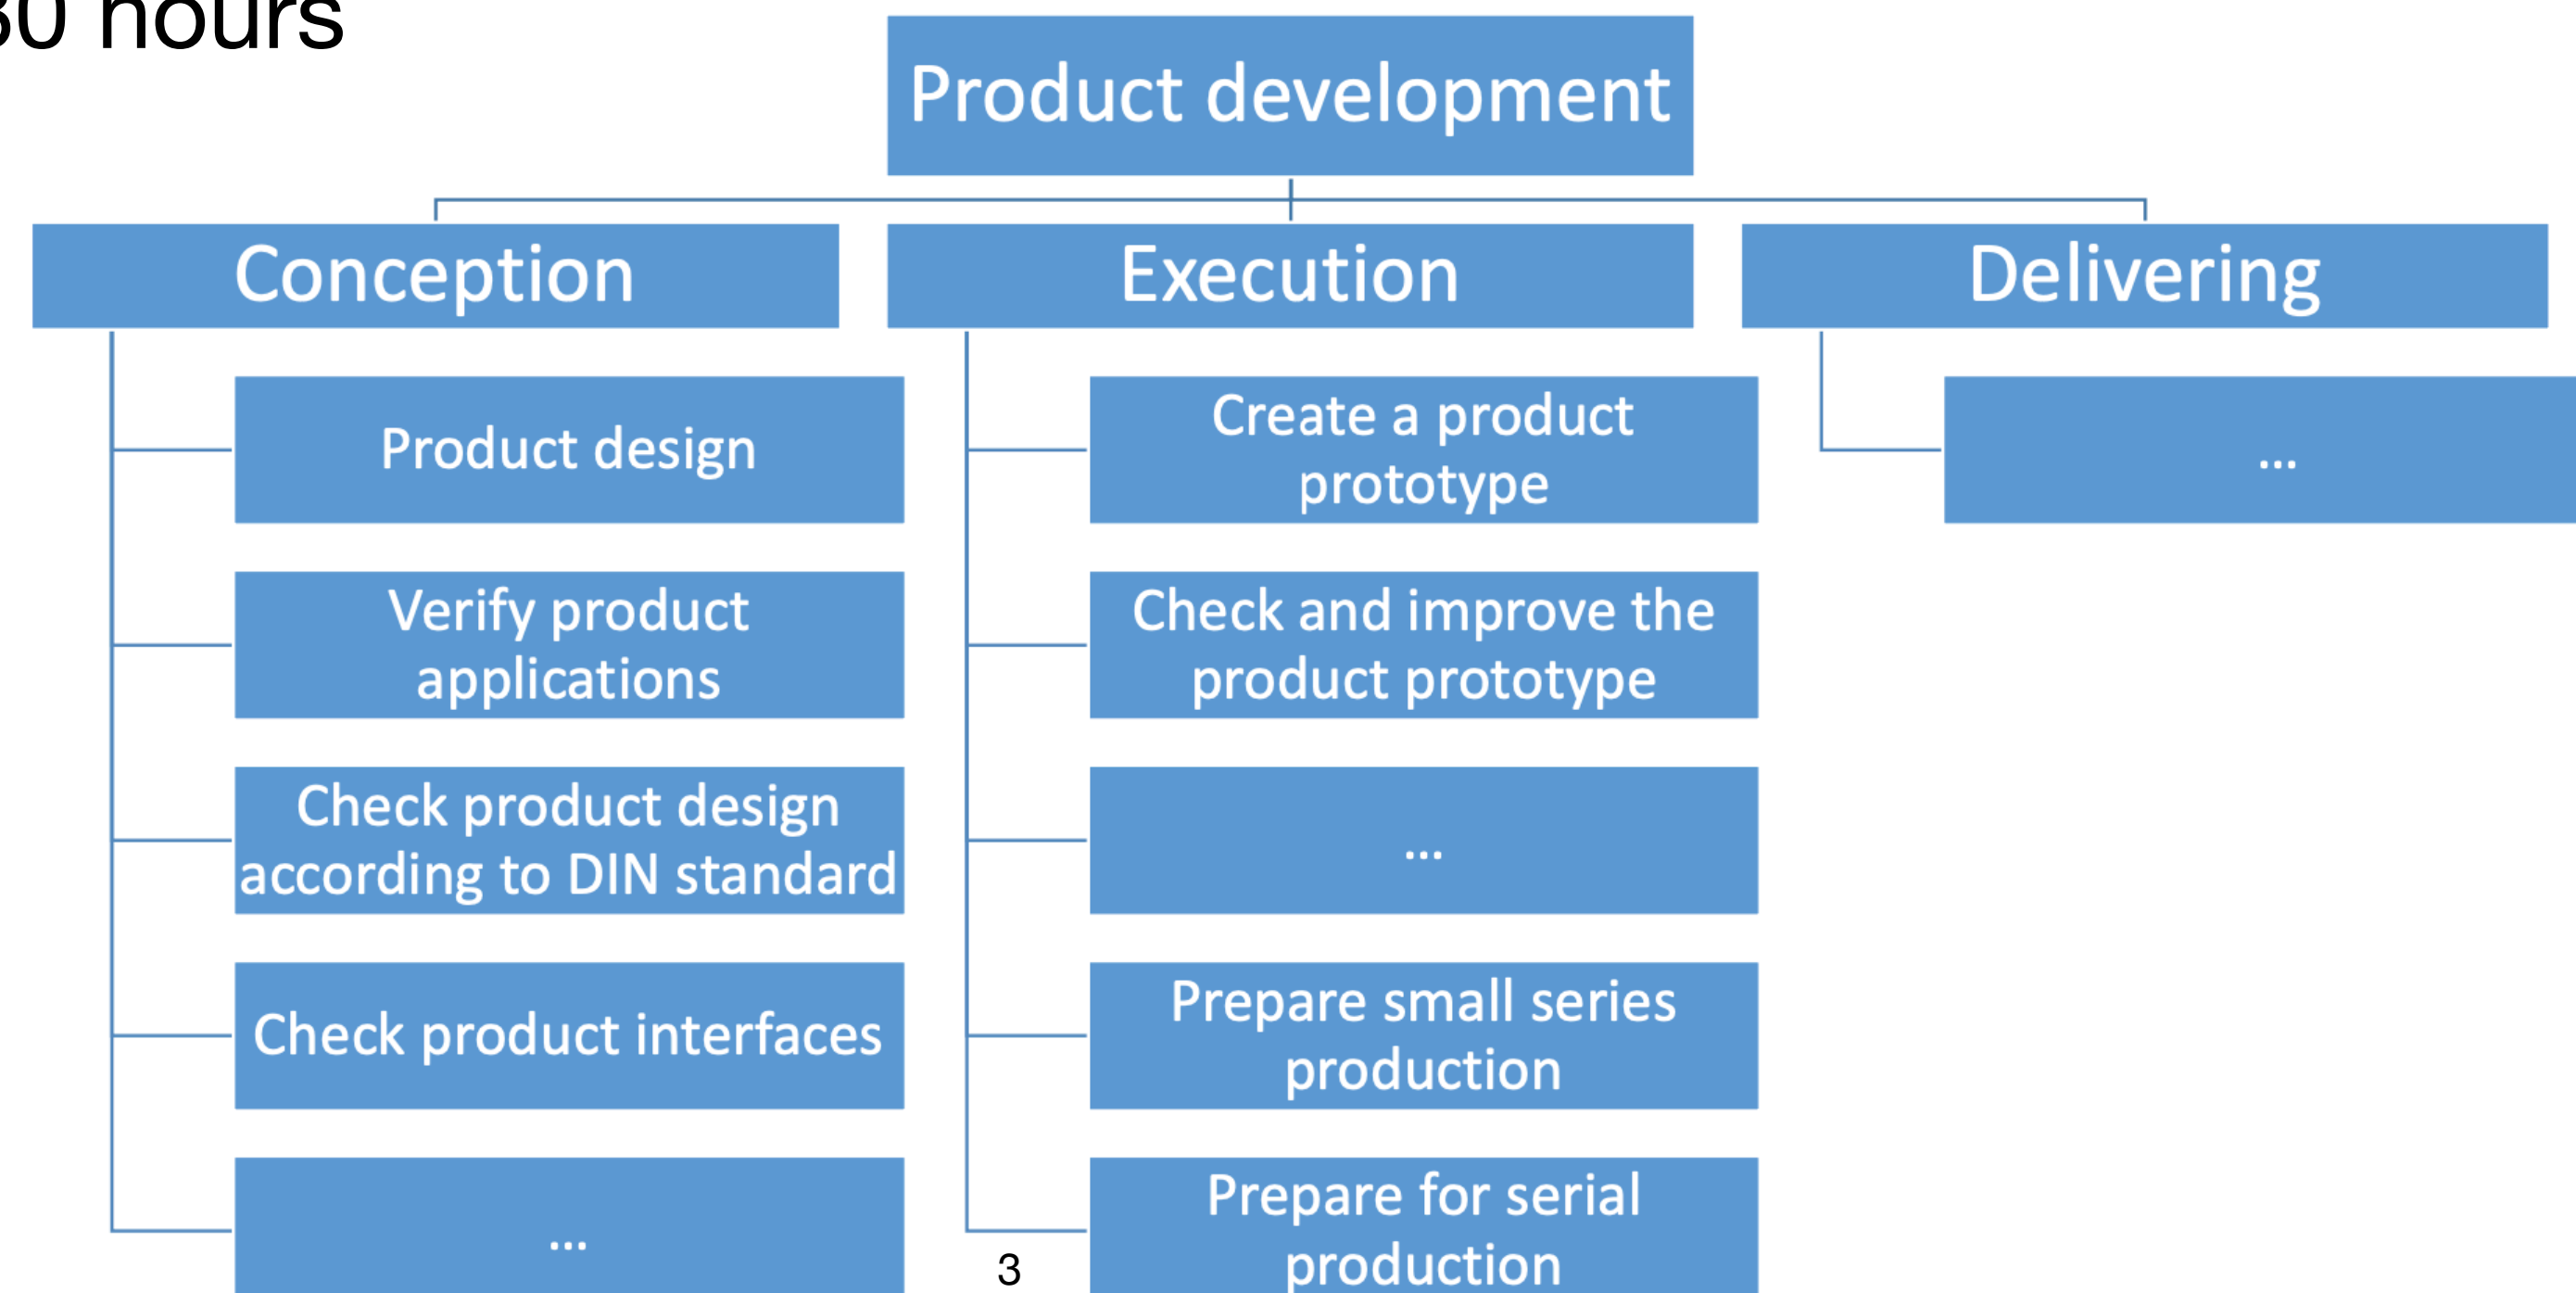 80 hours
Product development
Conception
Execution
Delivering
Product design
Verify product
applications
Check product design
according to DIN standard
Check product interfaces
...
Create a product
prototype
Check and improve the
product prototype
...
Prepare small series
production
Prepare for serial
production
...
3